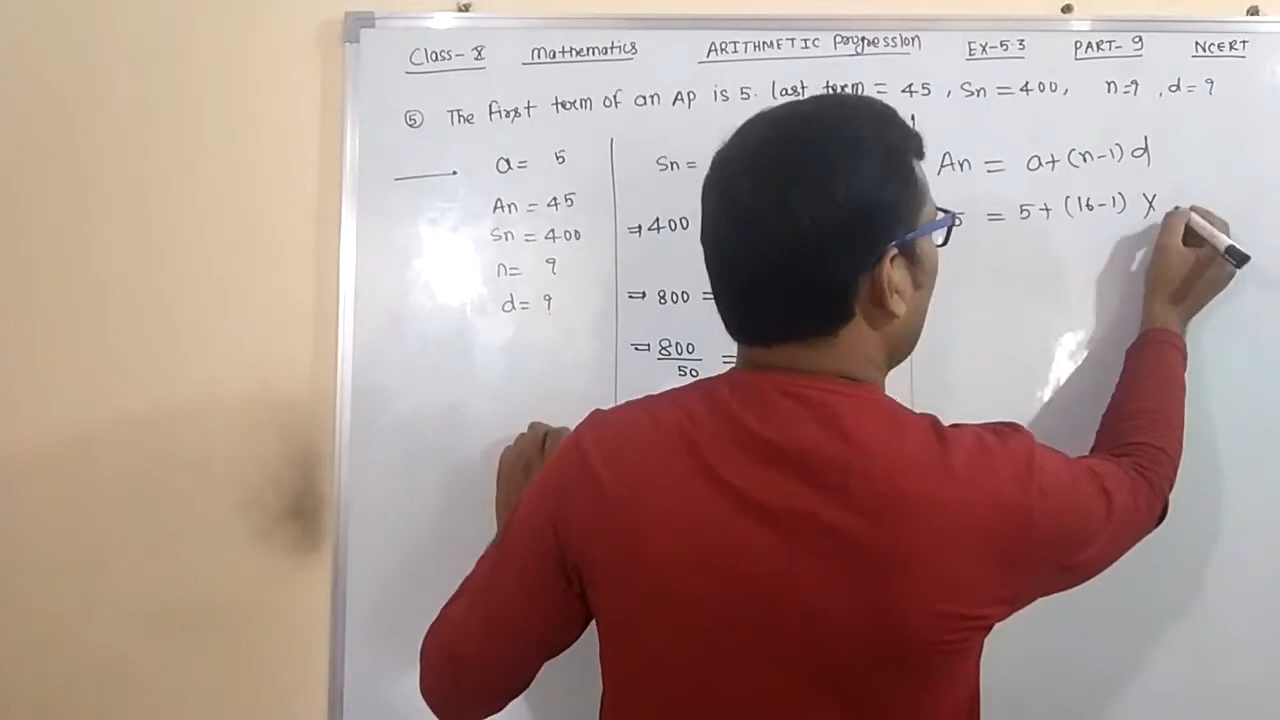 Class-X Mathematics ARITHMETIC Progression EX-5.3 PART-9 NCERT
⑤ The first term of an AP is 5. last term = 45, Sn = 400, n=?, d=?
a= 5
An = 45
Sn = 400
n= ?
d= ?
Sn =
⇒ 400
⇒ 800 =
⇒ 800/50 =
An = a+(n-1)d
5 = 5+(16-1) X